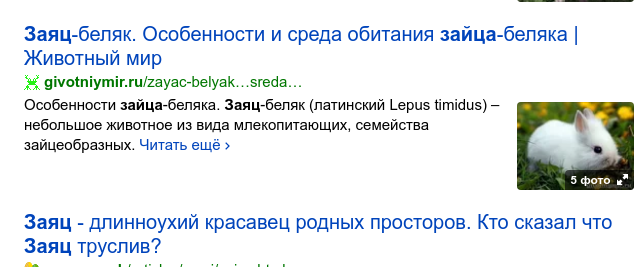 Заяц-беляк. Особенности и среда обитания зайца-беляка |
Животный мир
givotniymir.ru/zayac-belyak…sreda…
Особенности зайца-беляка. Заяц-беляк (латинский Lepus timidus) –
небольшое животное из вида млекопитающих, семейства
зайцеобразных. Читать ещё ›
5 фото
Заяц - длинноухий красавец родных просторов. Кто сказал что
Заяц труслив?